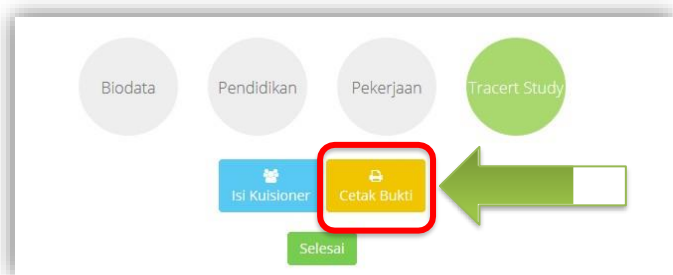 Biodata
Pendidikan
Pekerjaan
Tracert Study
Isi Kuisioner
Cetak Bukti
Selesai